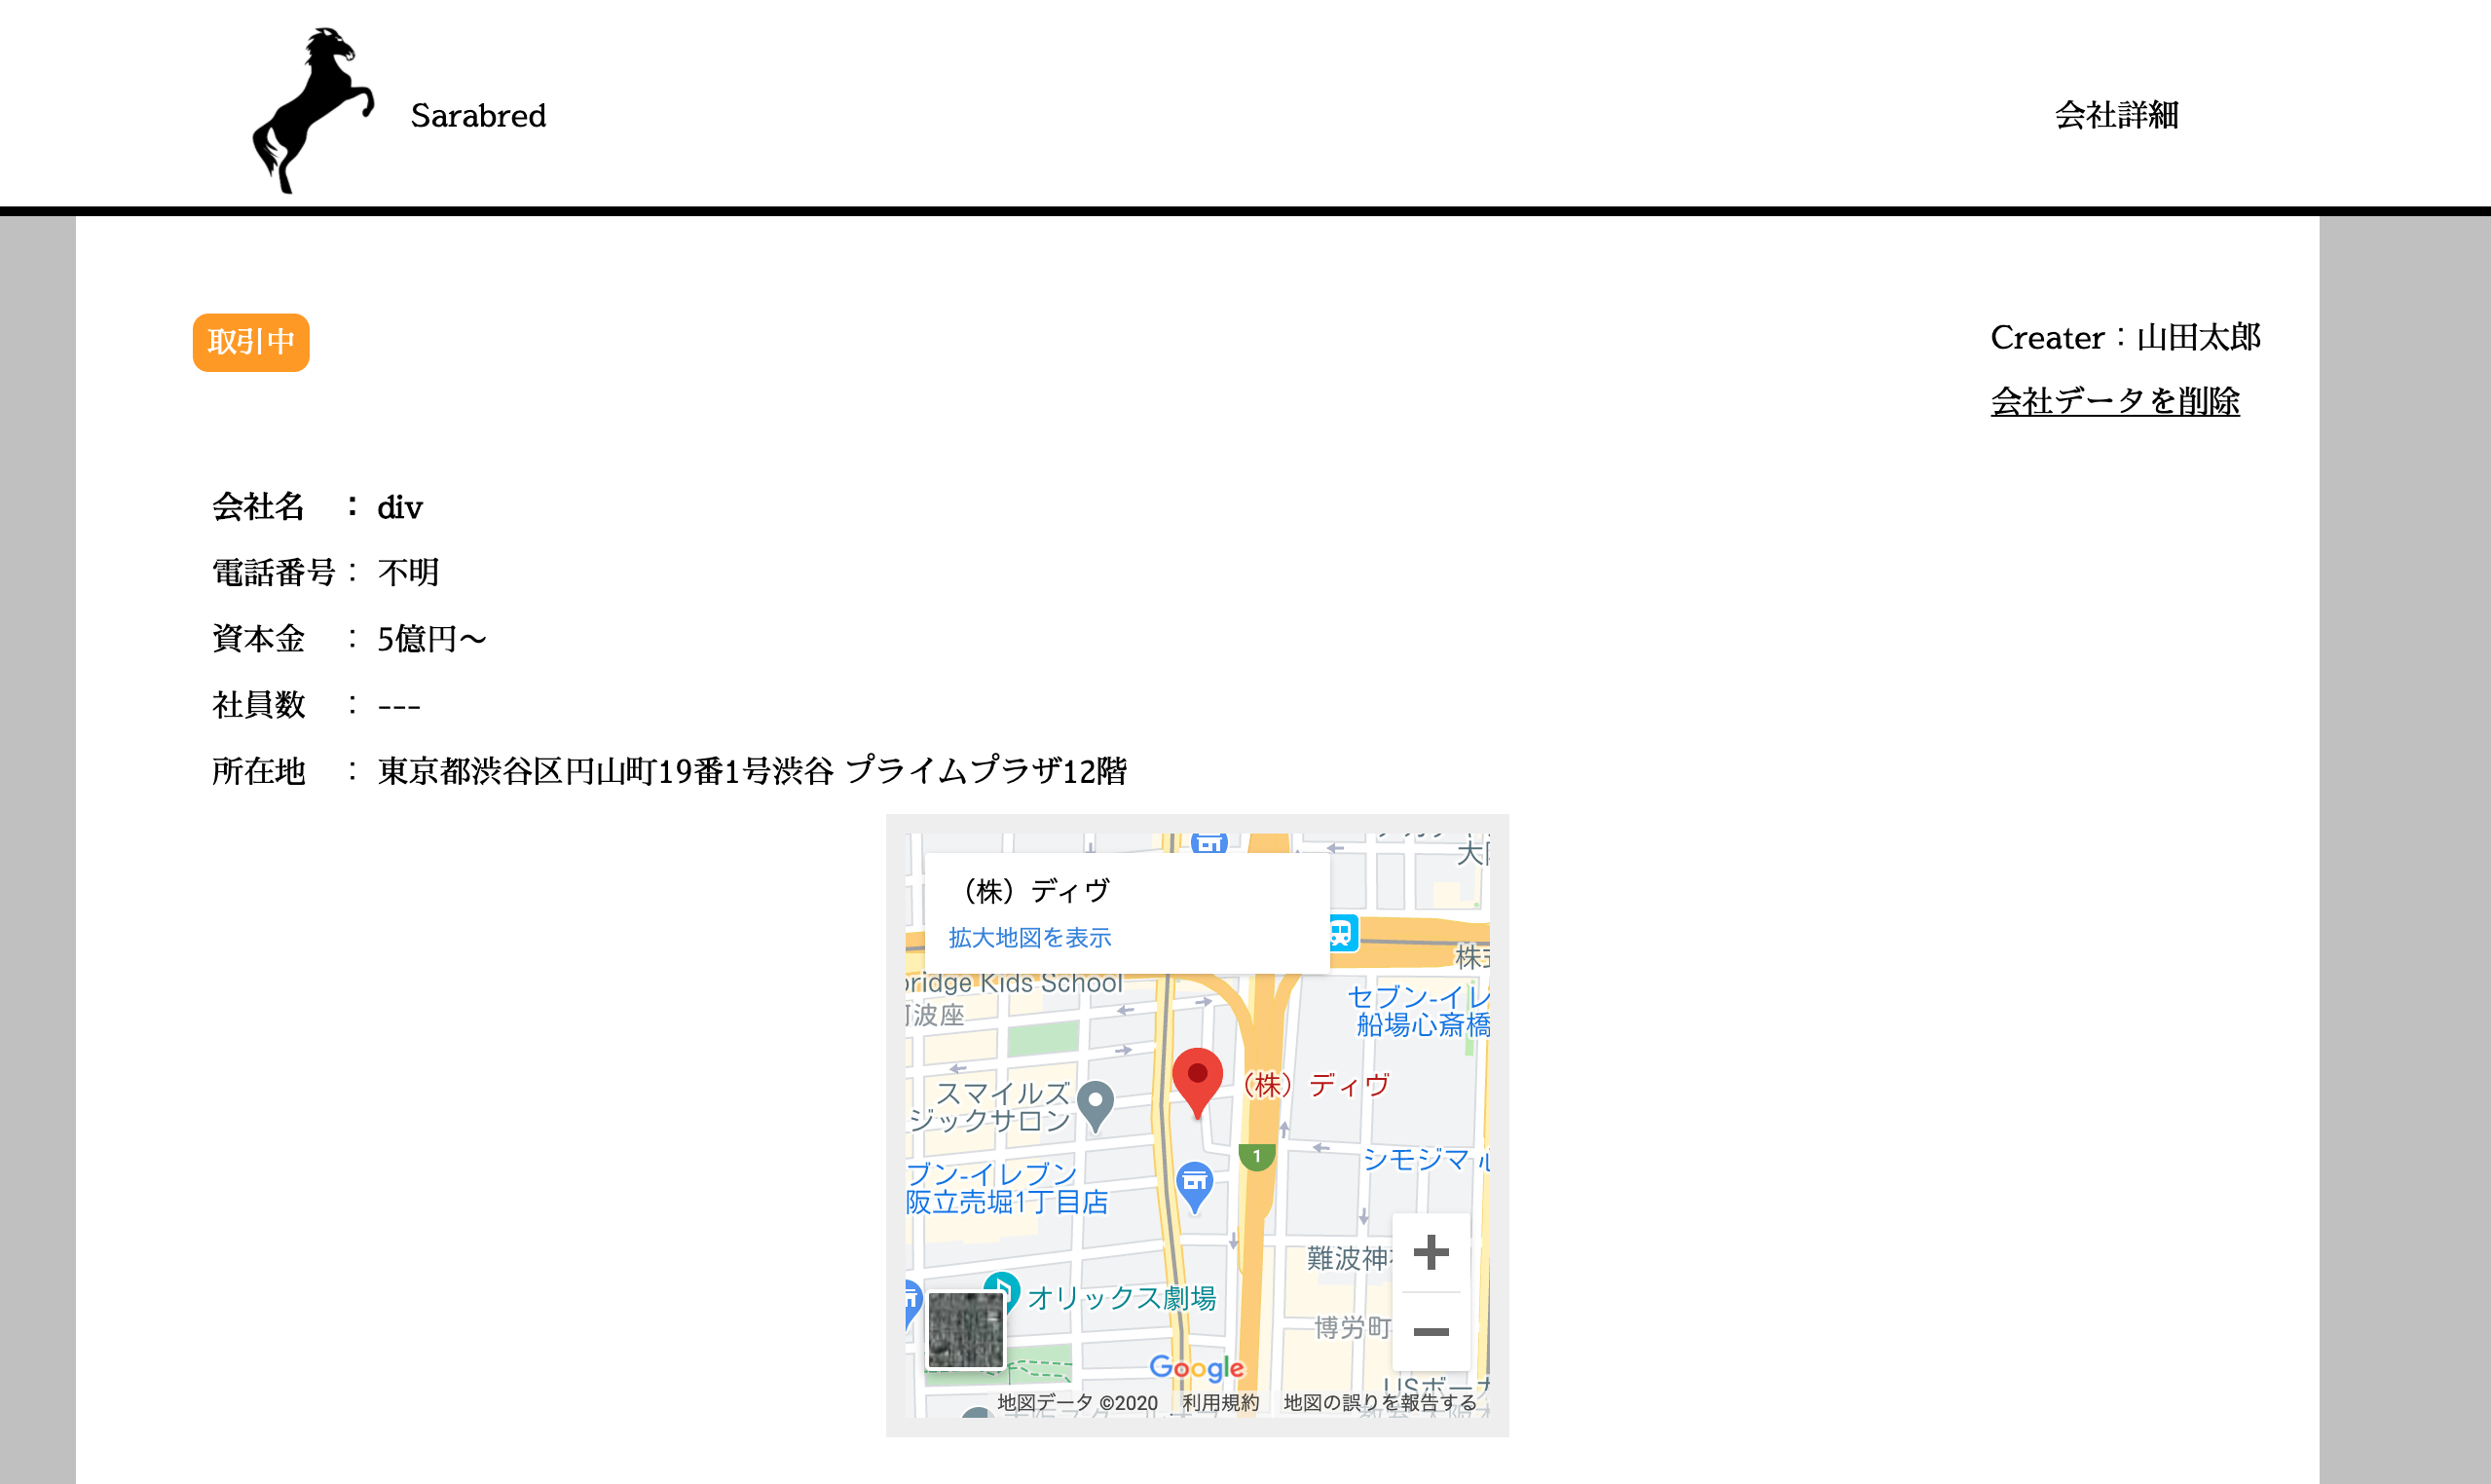 Sarabred
会社詳細
取引中
Creater：山田太郎
会社データを削除
会社名　： div
電話番号： 不明
資本金　： 5億円〜
社員数　： ---
所在地　： 東京都渋谷区円山町19番1号渋谷 プライムプラザ12階
（株）ディヴ
拡大地図を表示
大
株式
ridge Kids School
波座
セブン-イレ
船場心斎橋
（株）ディヴ
スマイルズ
ジックサロン
1
シモジマ 心
ブン-イレブン
阪立売堀1丁目店
難波神
オリックス劇場
博労町
Google
USボー
地図データ ©2020 利用規約 地図の誤りを報告する